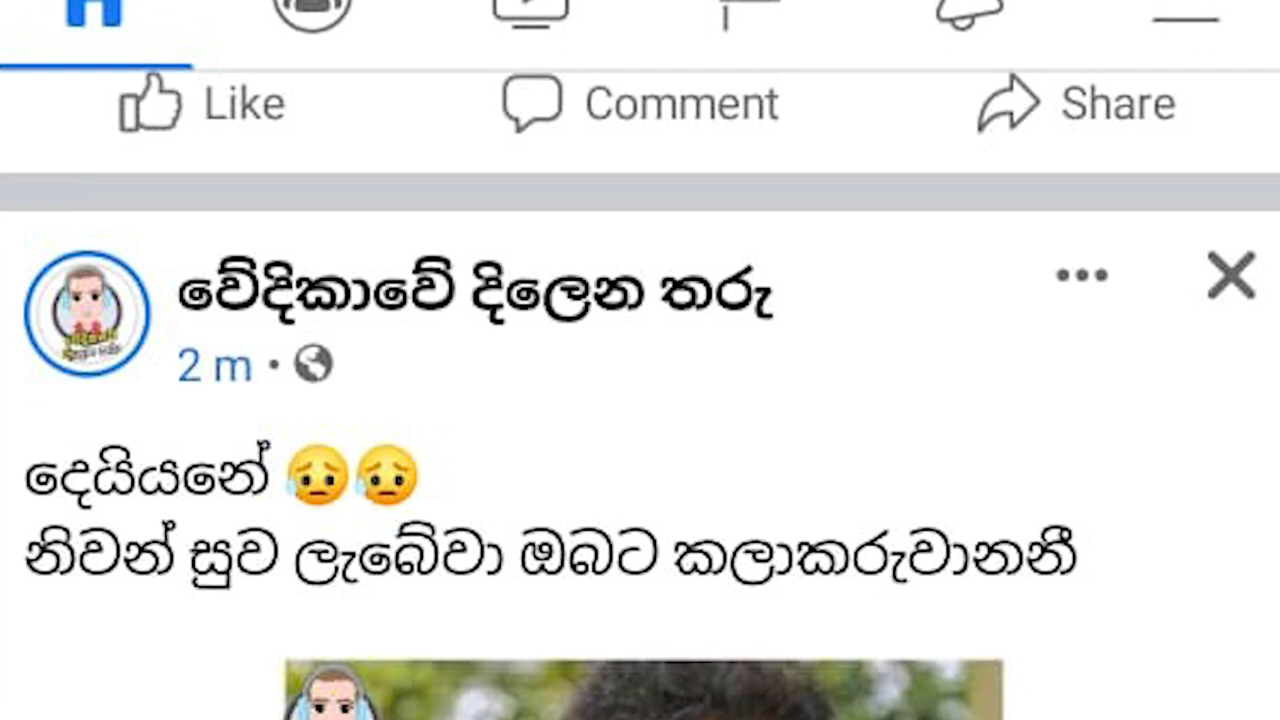 Like Comment Share
වේදිකාවේ දිලෙන තරු
2 m
දෙයියනේ 😥😥
නිවන් සුව ලැබේවා ඔබට කලාකරුවානනී